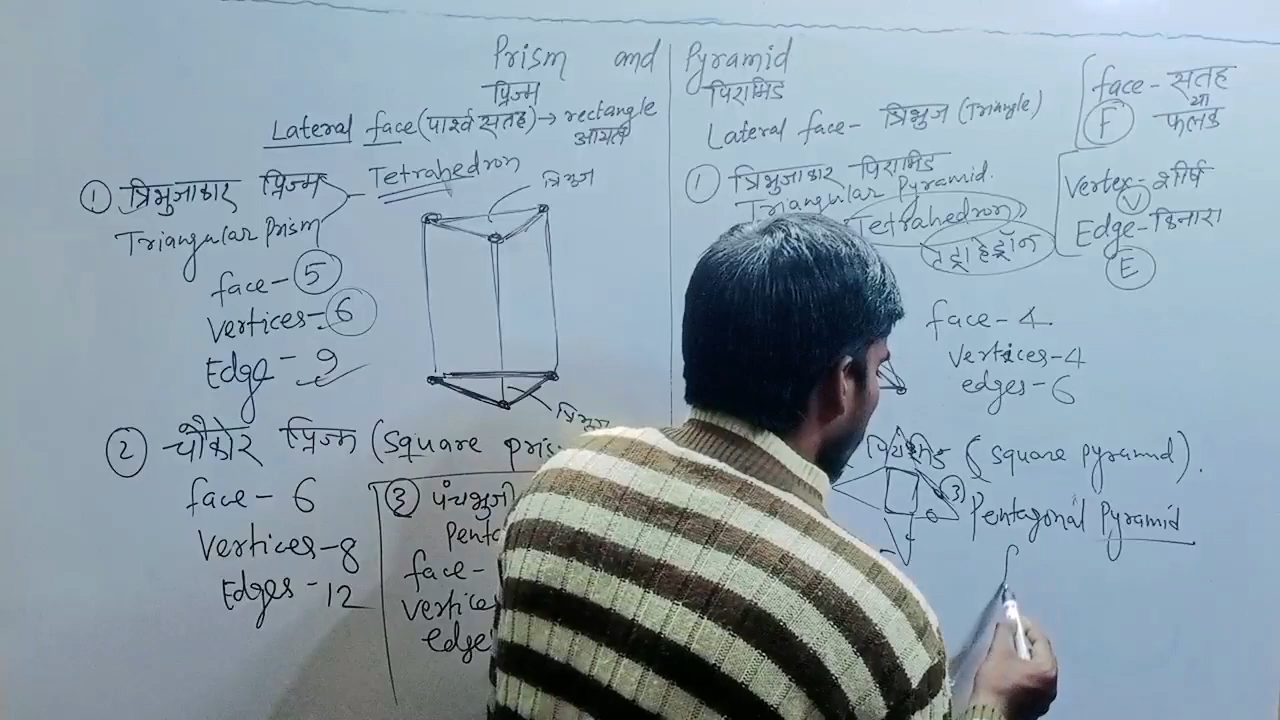 Prism and Pyramid
प्रिज्म
पिरामिड
Lateral face (पार्श्व सतह) → rectangle
आयत
Tetrahedron
① त्रिभुजाकार प्रिज्म
Triangular Prism
त्रिभुज
face - 5
Vertices - 6
Edge - 9
त्रिभुज
② चौकोर प्रिज्म (Square pris
face - 6
Vertices - 8
Edges - 12
③ पंचभुजी
Penta
face -
Vertice
edge
Lateral face - त्रिभुज (Triangle)
① त्रिभुजाकार पिरामिड
Triangular Pyramid.
Tetrahedron
face - 4
Vertices - 4
edges - 6
(Square pyramid).
③ Pentagonal Pyramid
face - सतह
या
फलक
F
Vertex - शीर्ष
V
Edge - किनारा
E